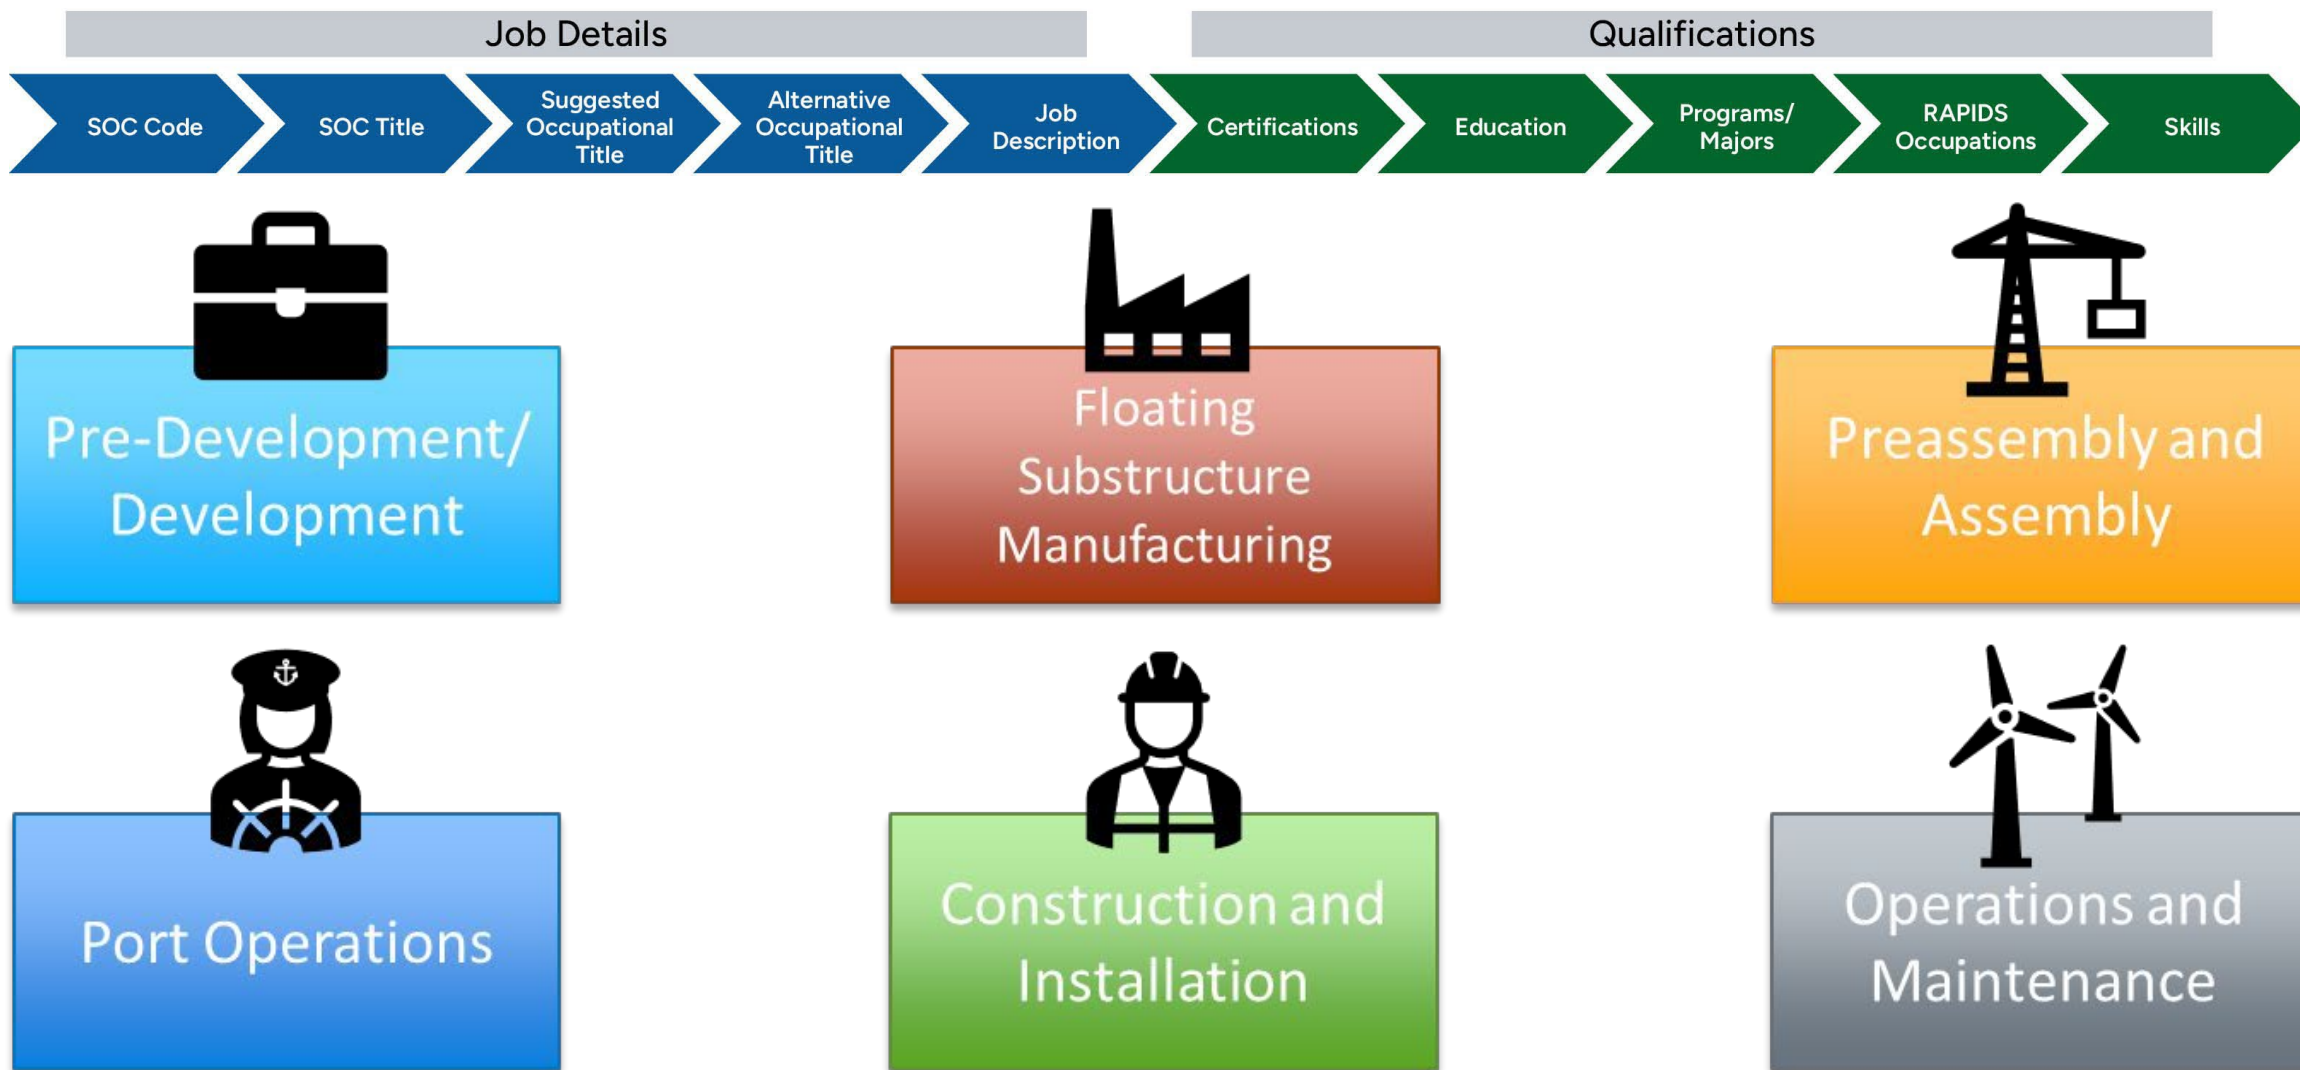 Job Details
Qualifications
SOC Code
SOC Title
Suggested
Occupational
Title
Alternative
Occupational
Title
Job
Description
Certifications
Education
Programs/
Majors
RAPIDS
Occupations
Skills
Pre-Development/
Development
Floating
Substructure
Manufacturing
Preassembly and
Assembly
Port Operations
Construction and
Installation
Operations and
Maintenance